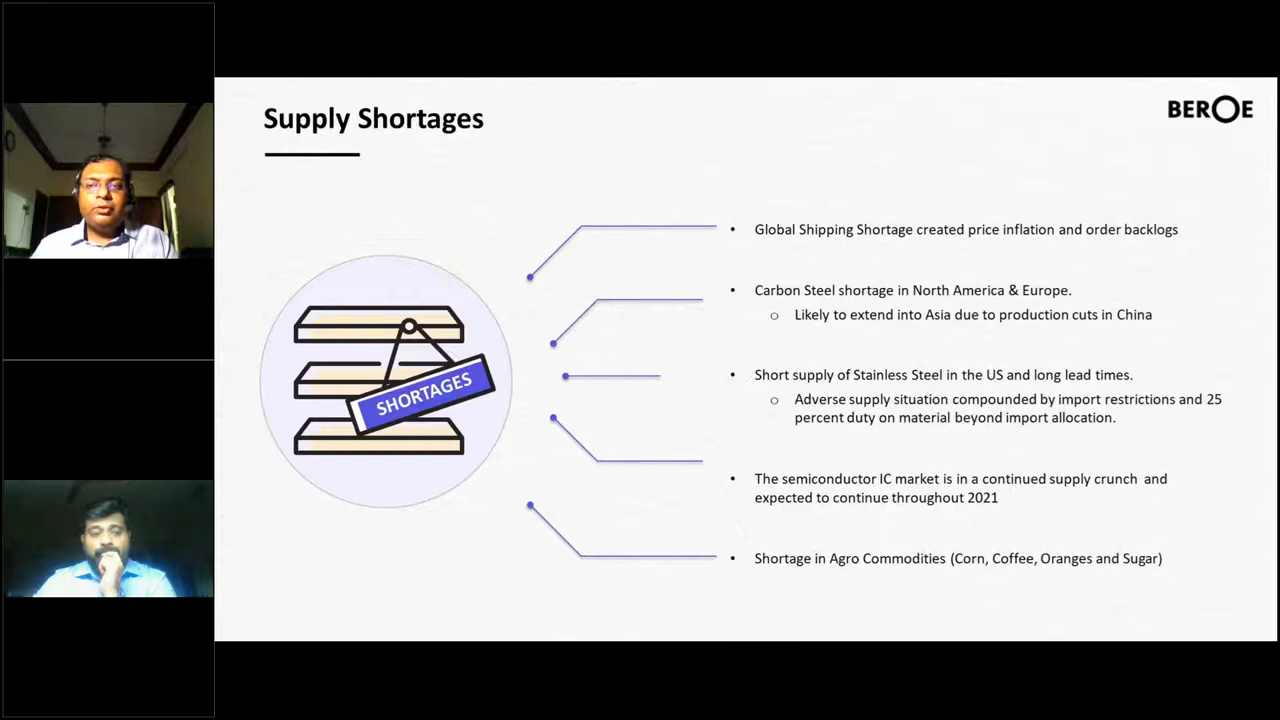 Supply Shortages
BEROE
• Global Shipping Shortage created price inflation and order backlogs
• Carbon Steel shortage in North America & Europe.
o Likely to extend into Asia due to production cuts in China
SHORTAGES
• Short supply of Stainless Steel in the US and long lead times.
o Adverse supply situation compounded by import restrictions and 25
percent duty on material beyond import allocation.
• The semiconductor IC market is in a continued supply crunch and
expected to continue throughout 2021
• Shortage in Agro Commodities (Corn, Coffee, Oranges and Sugar)